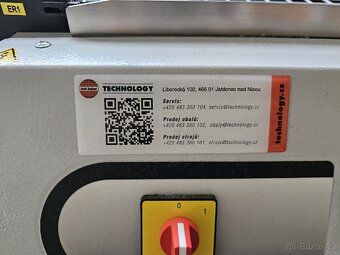 ER1
TECHNOLOGY
Liberecká 102, 466 01 Jablonec nad Nisou
Servis:
+420 483 360 104, servis@technology.cz
Prodej obalů:
+420 483 360 102, obaly@technology.cz
Prodej strojů:
+420 483 360 101, stroje@technology.cz
technology.cz
0
1